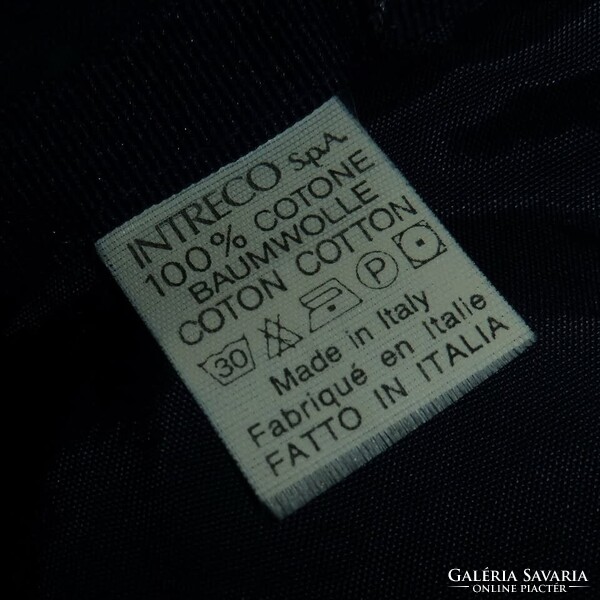 INTRECO S.p.A.
100% COTONE
BAUMWOLLE
COTON COTTON
30 P
Made in Italy
Fabriqué en Italie
FATTO IN ITALIA
GALÉRIA SAVARIA
ONLINE PIACTÉR